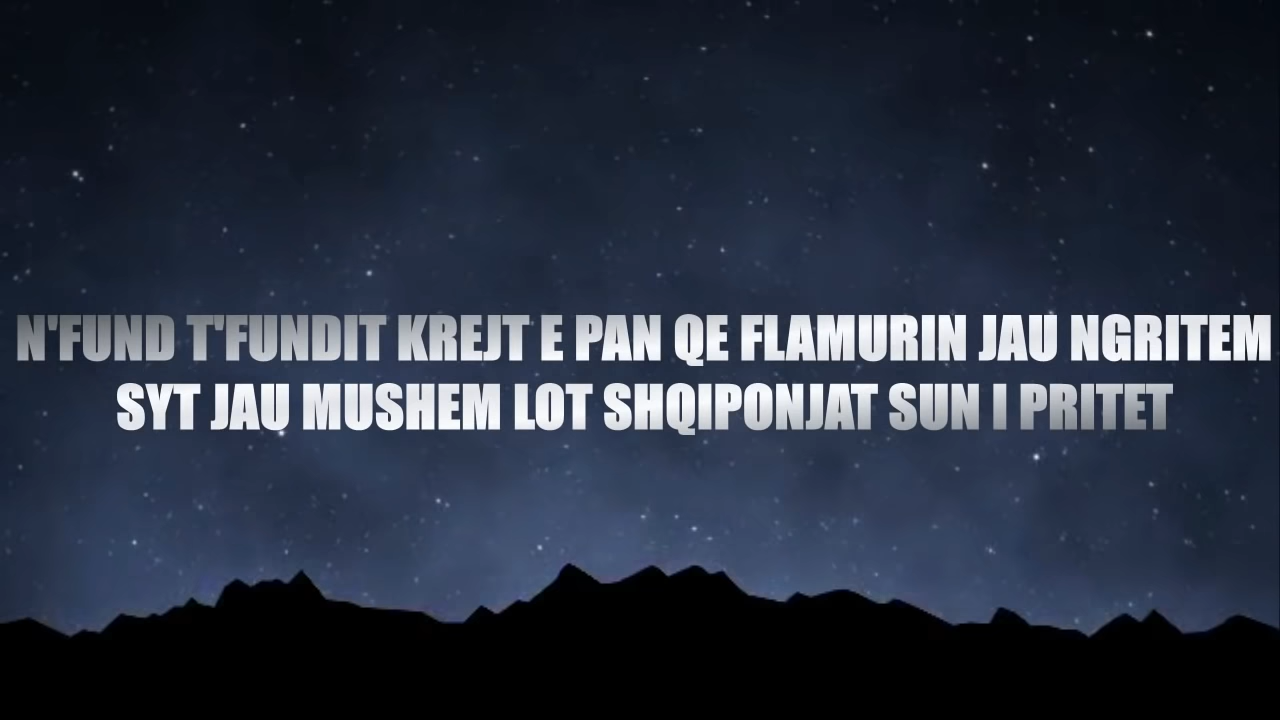 N'FUND T'FUNDIT KREJT E PAN QE FLAMURIN JAU NGRITEM
SYT JAU MUSHEM LOT SHQIPONJAT SUN I PRITET